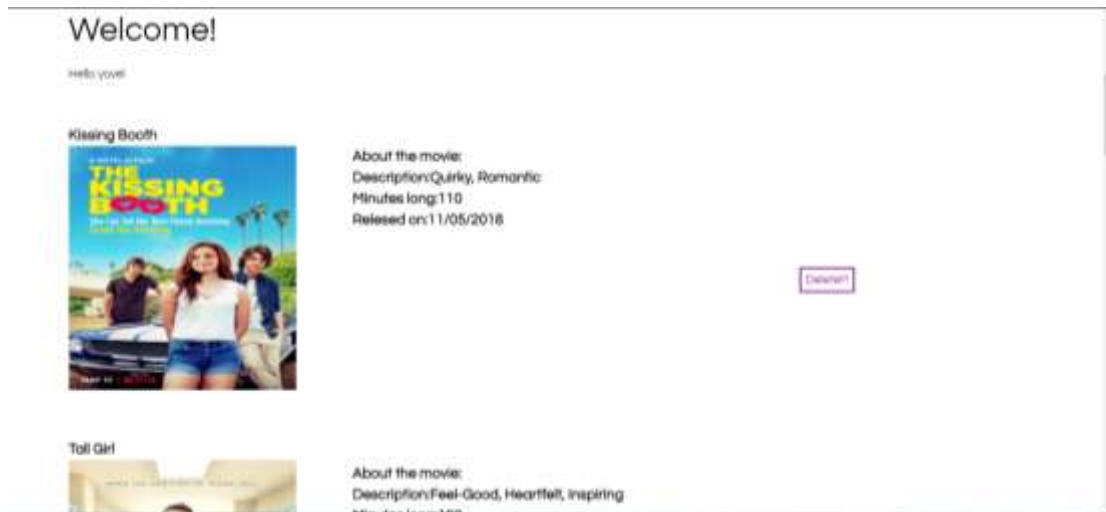 Welcome!
Hello yovel
Kissing Booth
THE
KISSING
BOOTH
About the movie:
Description:Quirky, Romantic
Minutes long:110
Relesed on:11/05/2018
Delete!!
Tall Girl
About the movie:
Description:Feel-Good, Heartfelt, Inspiring